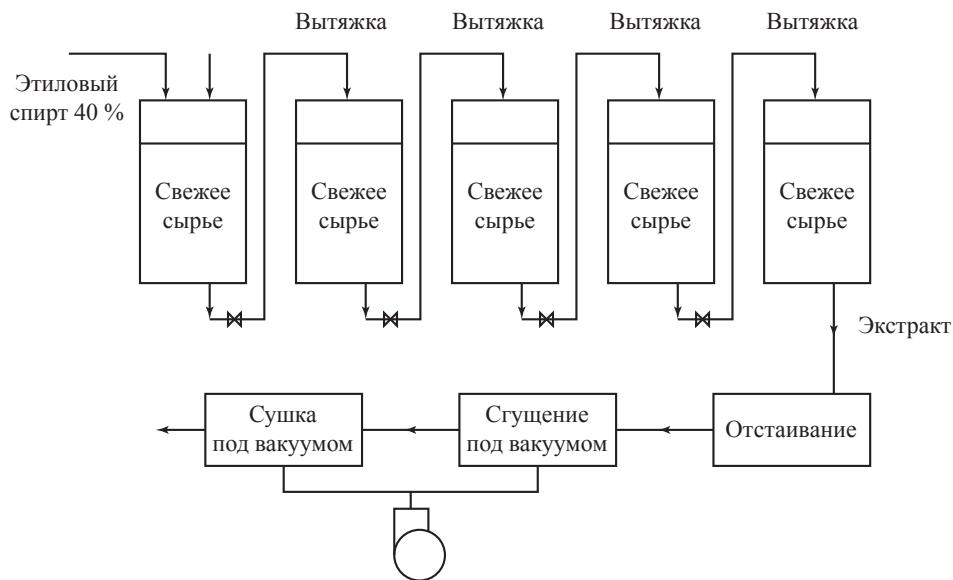 Вытяжка
Вытяжка
Вытяжка
Вытяжка
Этиловый
спирт 40 %
Свежее
сырье
Свежее
сырье
Свежее
сырье
Свежее
сырье
Свежее
сырье
Экстракт
Сушка
под вакуумом
Сгущение
под вакуумом
Отстаивание